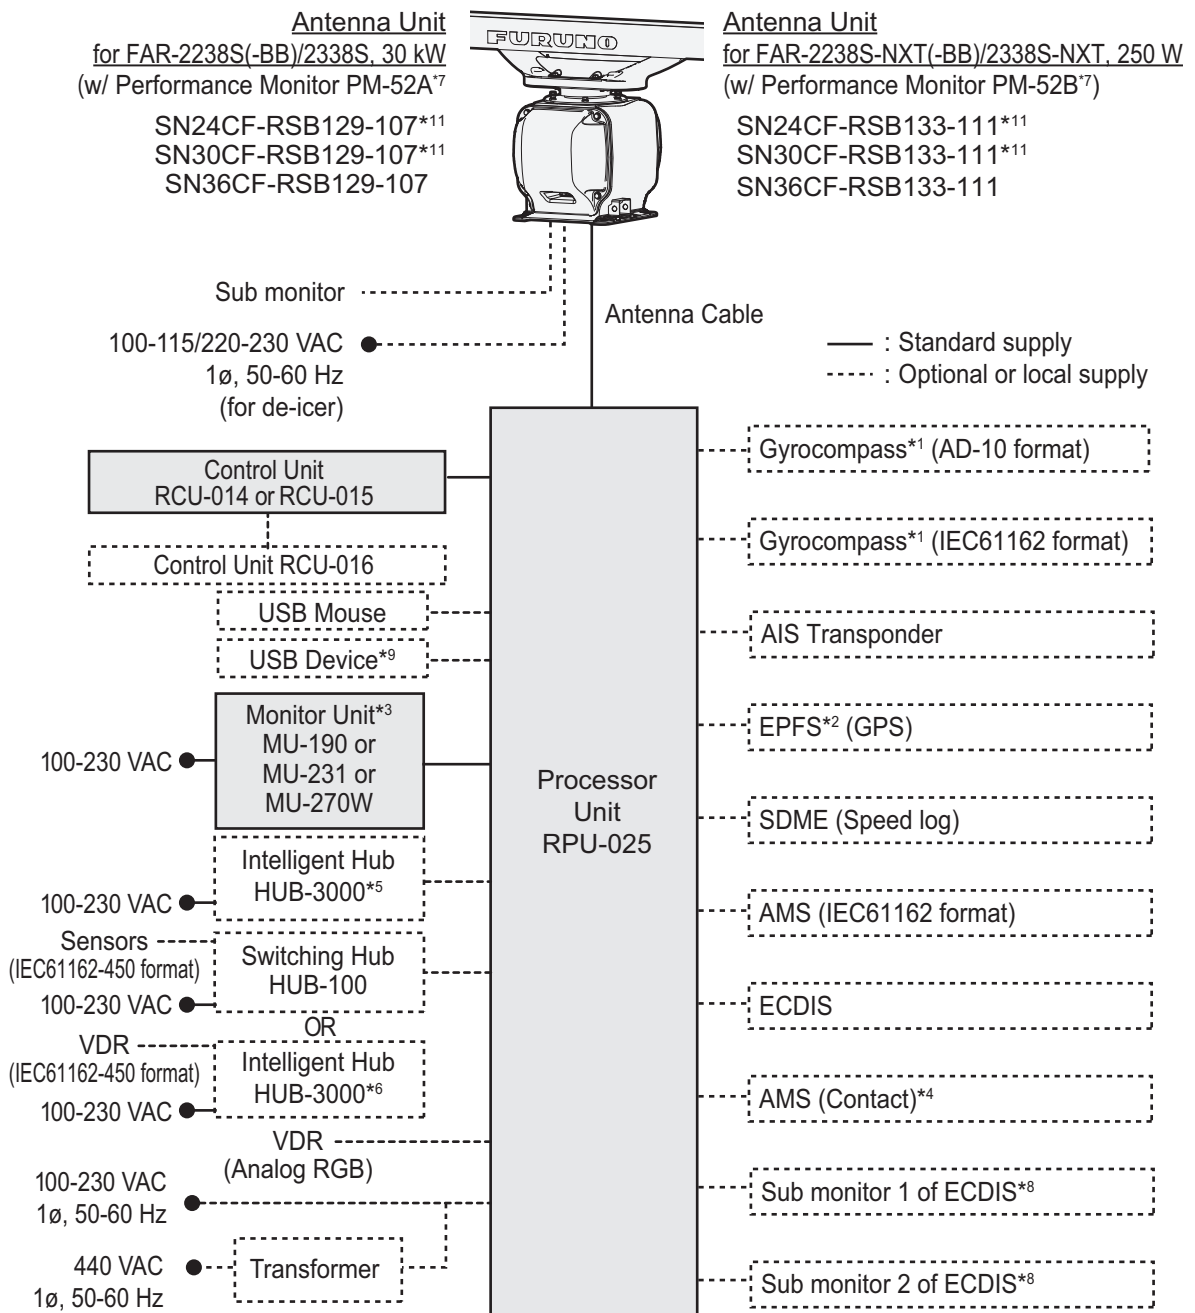 Antenna Unit
for FAR-2238S(-BB)/2338S, 30 kW
(w/ Performance Monitor PM-52A*7
SN24CF-RSB129-107*11
SN30CF-RSB129-107*11
SN36CF-RSB129-107
FURUNO
Antenna Unit
for FAR-2238S-NXT(-BB)/2338S-NXT, 250 W
(w/ Performance Monitor PM-52B*7)
SN24CF-RSB133-111*11
SN30CF-RSB133-111*11
SN36CF-RSB133-111
Sub monitor
100-115/220-230 VAC
1ø, 50-60 Hz
(for de-icer)
Antenna Cable
: Standard supply
: Optional or local supply
Control Unit
RCU-014 or RCU-015
Control Unit RCU-016
USB Mouse
USB Device*9
Monitor Unit*3
MU-190 or
MU-231 or
MU-270W
100-230 VAC
Intelligent Hub
HUB-3000*5
100-230 VAC
Sensors
(IEC61162-450 format)
Switching Hub
HUB-100
100-230 VAC
OR
VDR
(IEC61162-450 format)
Intelligent Hub
HUB-3000*6
100-230 VAC
VDR
(Analog RGB)
100-230 VAC
1ø, 50-60 Hz
440 VAC
1ø, 50-60 Hz
Transformer
Processor
Unit
RPU-025
Gyrocompass*1 (AD-10 format)
Gyrocompass*1 (IEC61162 format)
AIS Transponder
EPFS*2 (GPS)
SDME (Speed log)
AMS (IEC61162 format)
ECDIS
AMS (Contact)*4
Sub monitor 1 of ECDIS*8
Sub monitor 2 of ECDIS*8